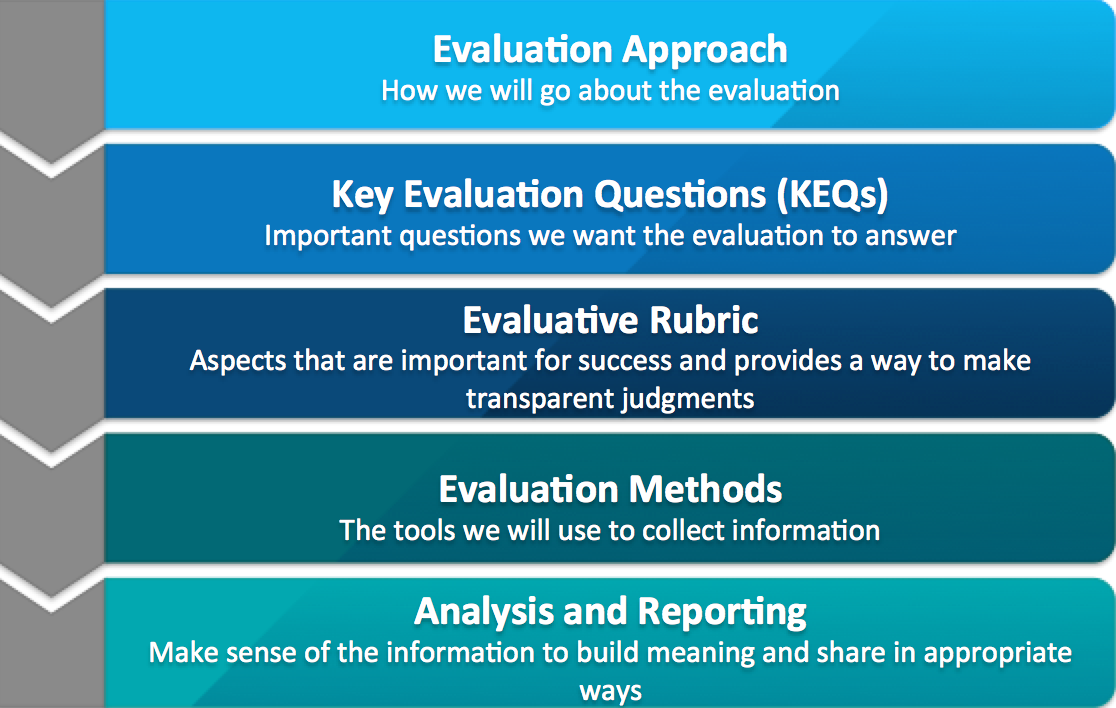 Evaluation Approach
How we will go about the evaluation
Key Evaluation Questions (KEQs)
Important questions we want the evaluation to answer
Evaluative Rubric
Aspects that are important for success and provides a way to make
transparent judgments
Evaluation Methods
The tools we will use to collect information
Analysis and Reporting
Make sense of the information to build meaning and share in appropriate
ways